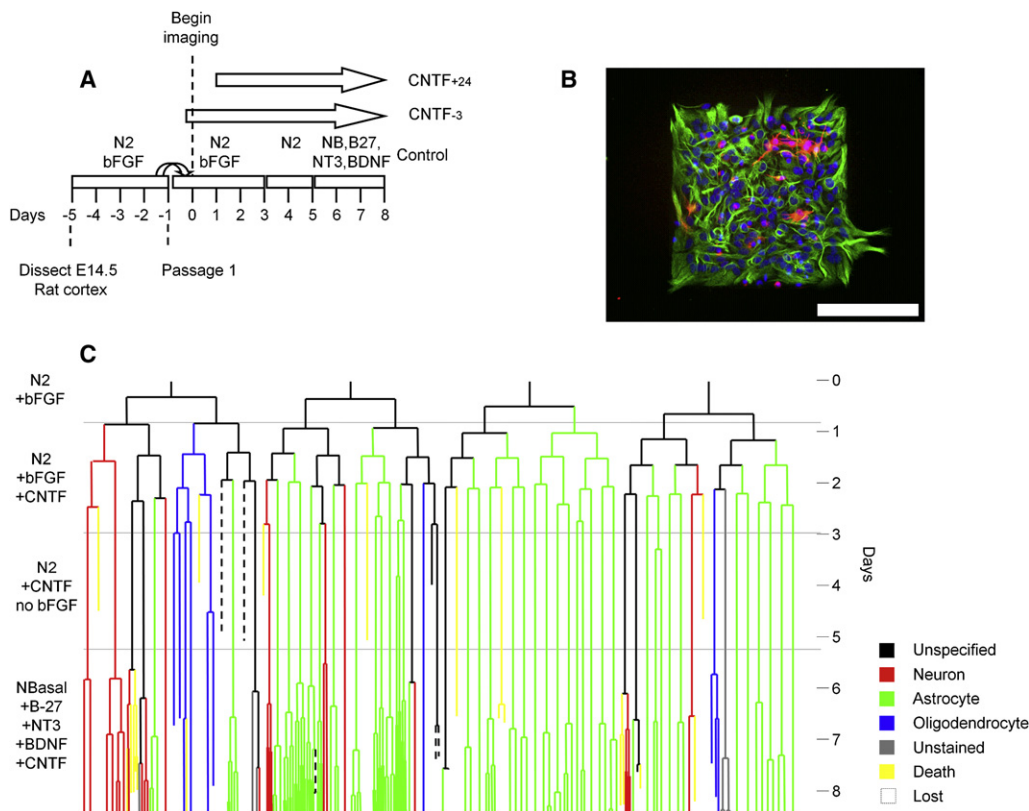 Begin
imaging
A
CNTF+24
CNTF-3
N2
bFGF
N2
bFGF
N2
NB,B27,
NT3,BDNF
Control
Days
-5 -4 -3 -2 -1 0 1 2 3 4 5 6 7 8
Dissect E14.5
Rat cortex
Passage 1
B
C
N2
+bFGF
N2
+bFGF
+CNTF
N2
+CNTF
no bFGF
NBasal
+B-27
+NT3
+BDNF
+CNTF
0
1
2
3
4
5
6
7
8
Days
Unspecified
Neuron
Astrocyte
Oligodendrocyte
Unstained
Death
Lost